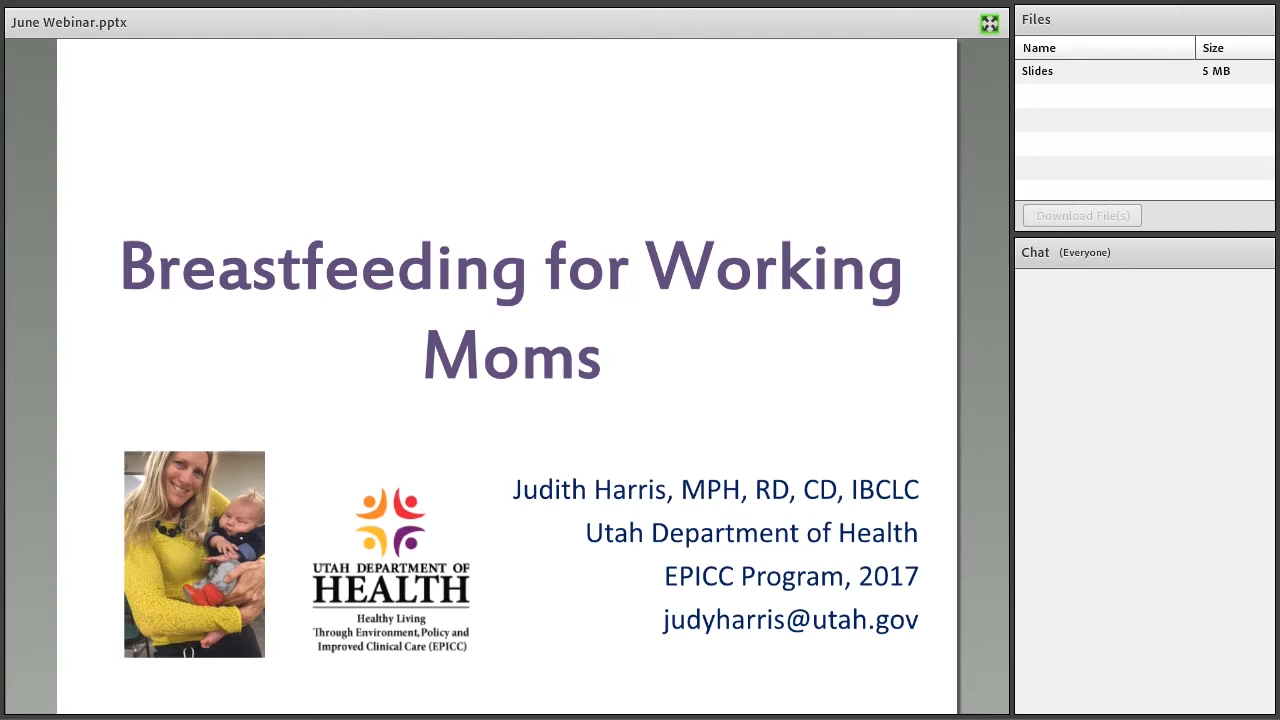 June Webinar.pptx
Breastfeeding for Working
Moms
Judith Harris, MPH, RD, CD, IBCLC
Utah Department of Health
EPICC Program, 2017
judyharris@utah.gov
UTAH DEPARTMENT OF
HEALTH
Healthy Living
Through Environment, Policy and
Improved Clinical Care (EPICC)
Files
Name Size
Slides 5 MB
Download File(s)
Chat (Everyone)